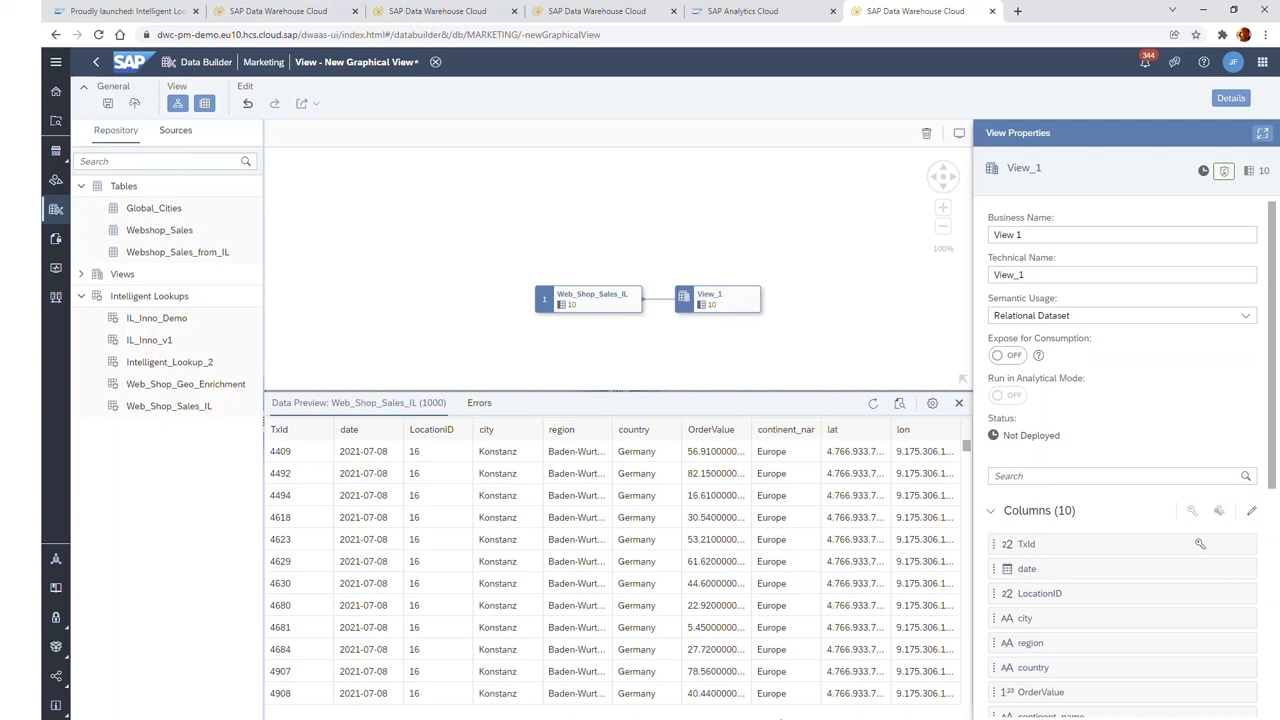 Proudly launched: Intelligent Loo
SAP Data Warehouse Cloud
SAP Data Warehouse Cloud
SAP Data Warehouse Cloud
SAP Analytics Cloud
SAP Data Warehouse Cloud
dwc-pm-demo.eu10.hcs.cloud.sap/dwaas-ui/index.html#/databuilder&/db/MARKETING/-newGraphicalView
SAP Data Builder Marketing View - New Graphical View*
344
JF
General View Edit
Details
Repository Sources
Search
Tables
Global_Cities
Webshop_Sales
Webshop_Sales_from_IL
Views
Intelligent Lookups
IL_Inno_Demo
IL_Inno_v1
Intelligent_Lookup_2
Web_Shop_Geo_Enrichment
Web_Shop_Sales_IL
100%
1 Web_Shop_Sales_IL
10
View_1
10
Data Preview: Web_Shop_Sales_IL (1000) Errors
TxId date LocationID city region country OrderValue continent_nar lat lon
4409 2021-07-08 16 Konstanz Baden-Wurt... Germany 56.9100000... Europe 4.766.933.7... 9.175.306.1...
4492 2021-07-08 16 Konstanz Baden-Wurt... Germany 82.1500000... Europe 4.766.933.7... 9.175.306.1...
4494 2021-07-08 16 Konstanz Baden-Wurt... Germany 16.6100000... Europe 4.766.933.7... 9.175.306.1...
4618 2021-07-08 16 Konstanz Baden-Wurt... Germany 30.5400000... Europe 4.766.933.7... 9.175.306.1...
4623 2021-07-08 16 Konstanz Baden-Wurt... Germany 53.2100000... Europe 4.766.933.7... 9.175.306.1...
4629 2021-07-08 16 Konstanz Baden-Wurt... Germany 61.6200000... Europe 4.766.933.7... 9.175.306.1...
4630 2021-07-08 16 Konstanz Baden-Wurt... Germany 44.6000000... Europe 4.766.933.7... 9.175.306.1...
4680 2021-07-08 16 Konstanz Baden-Wurt... Germany 22.9200000... Europe 4.766.933.7... 9.175.306.1...
4681 2021-07-08 16 Konstanz Baden-Wurt... Germany 5.45000000... Europe 4.766.933.7... 9.175.306.1...
4684 2021-07-08 16 Konstanz Baden-Wurt... Germany 27.7200000... Europe 4.766.933.7... 9.175.306.1...
4907 2021-07-08 16 Konstanz Baden-Wurt... Germany 78.5600000... Europe 4.766.933.7... 9.175.306.1...
4908 2021-07-08 16 Konstanz Baden-Wurt... Germany 40.4400000... Europe 4.766.933.7... 9.175.306.1...
View Properties
View_1
10
Business Name:
View 1
Technical Name:
View_1
Semantic Usage:
Relational Dataset
Expose for Consumption:
OFF
Run in Analytical Mode:
OFF
Status:
Not Deployed
Search
Columns (10)
TxId
date
LocationID
city
region
country
OrderValue
continent_name